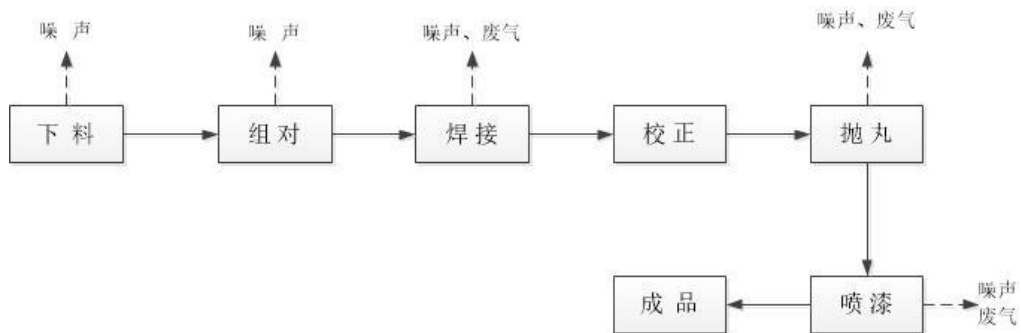 噪 声
噪 声
噪声、废气
噪声、废气
下 料
组 对
焊 接
校 正
抛 丸
成 品
喷 漆
噪声
废气